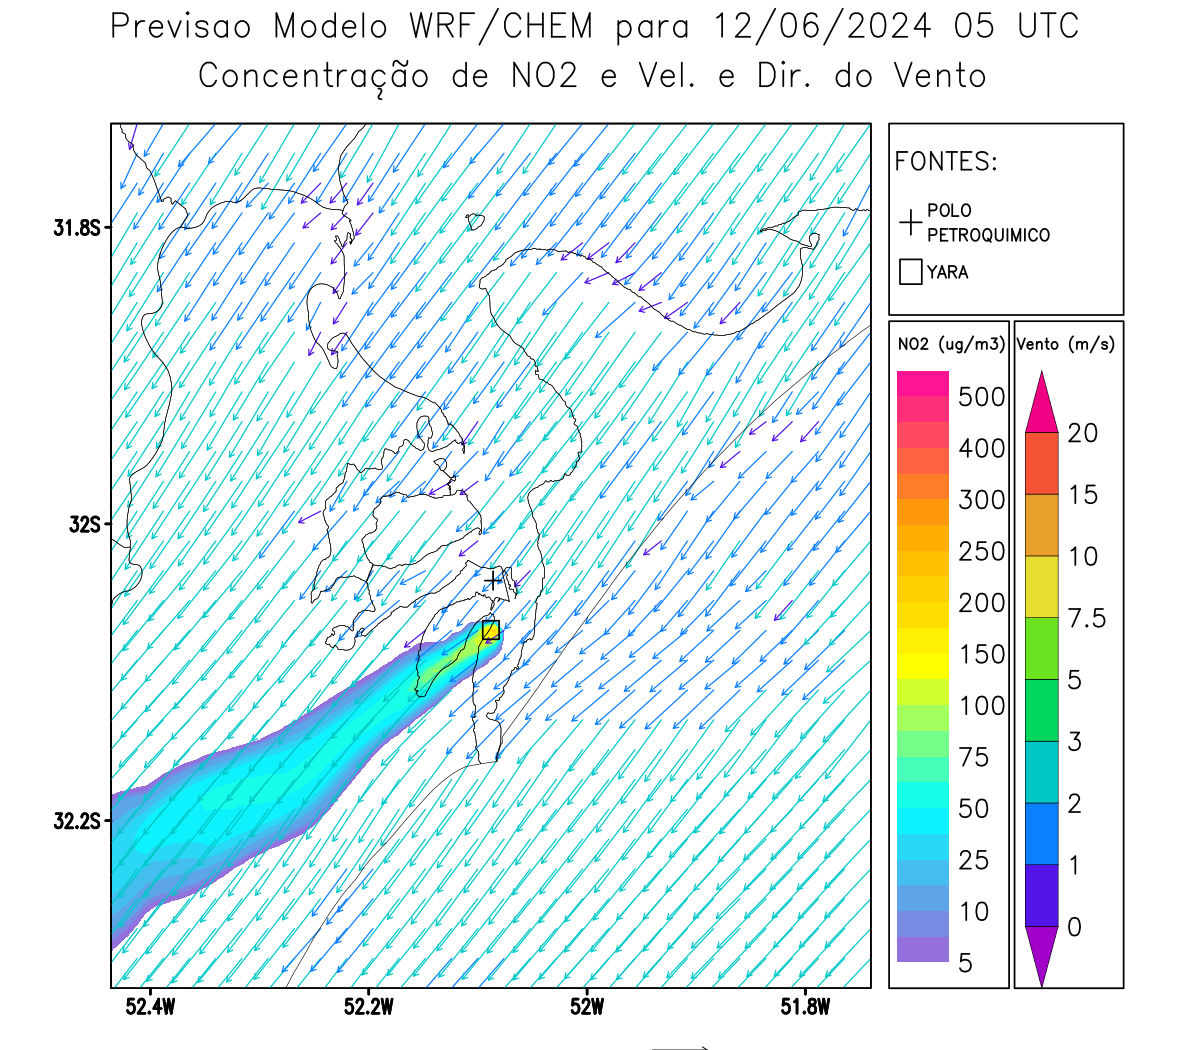 Previsao Modelo WRF/CHEM para 12/06/2024 05 UTC
Concentração de NO2 e Vel. e Dir. do Vento
FONTES:
POLO
PETROQUIMICO
YARA
31.8S
32S
32.2S
52.4W
52.2W
52W
51.8W
NO2 (ug/m3)
500
400
300
250
200
150
100
75
50
25
10
5
Vento (m/s)
20
15
10
7.5
5
3
2
1
0